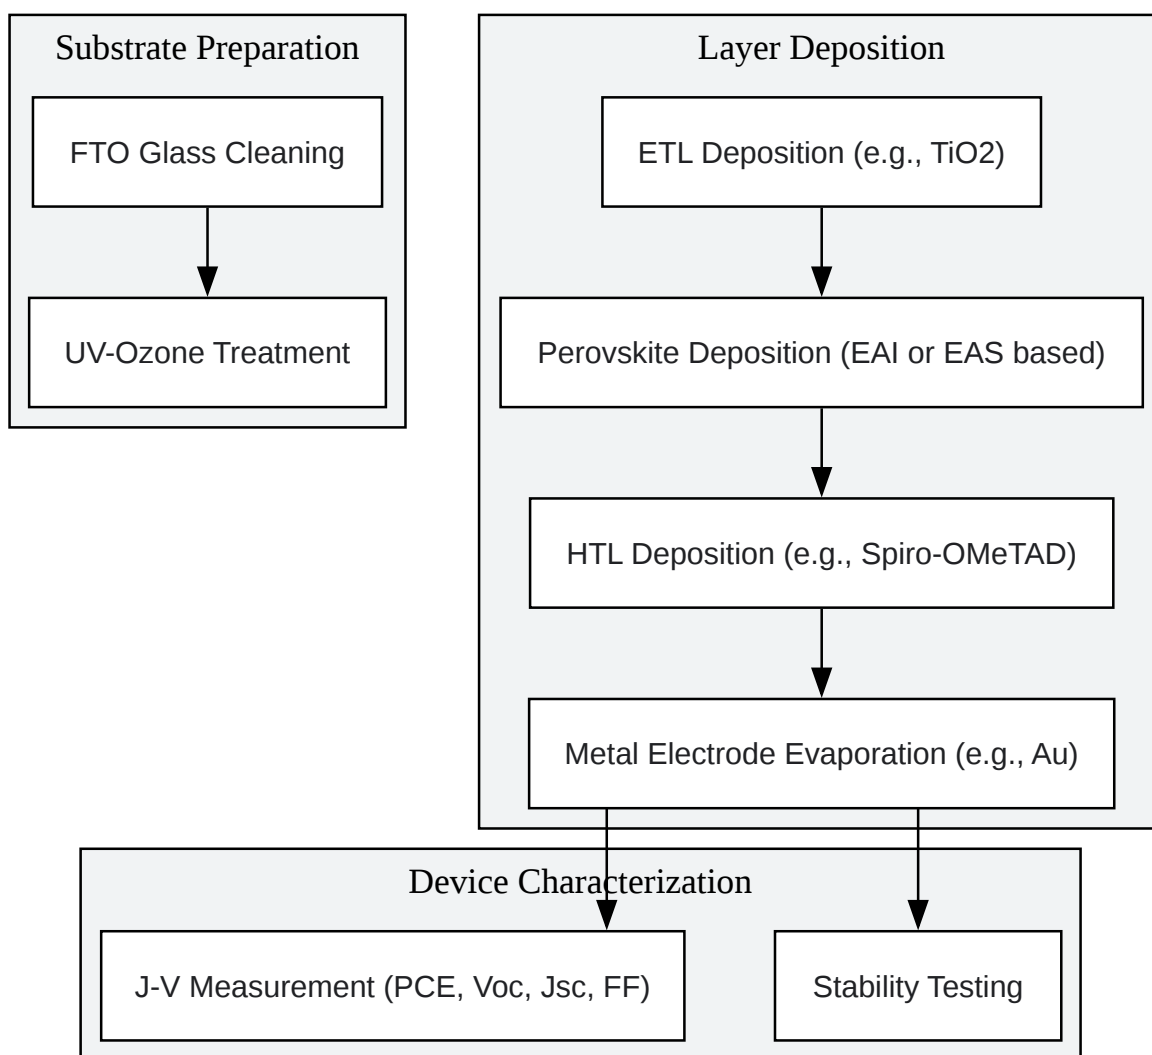 Substrate Preparation
FTO Glass Cleaning
UV-Ozone Treatment
Layer Deposition
ETL Deposition (e.g., TiO2)
Perovskite Deposition (EAI or EAS based)
HTL Deposition (e.g., Spiro-OMeTAD)
Metal Electrode Evaporation (e.g., Au)
Device Characterization
J-V Measurement (PCE, Voc, Jsc, FF)
Stability Testing